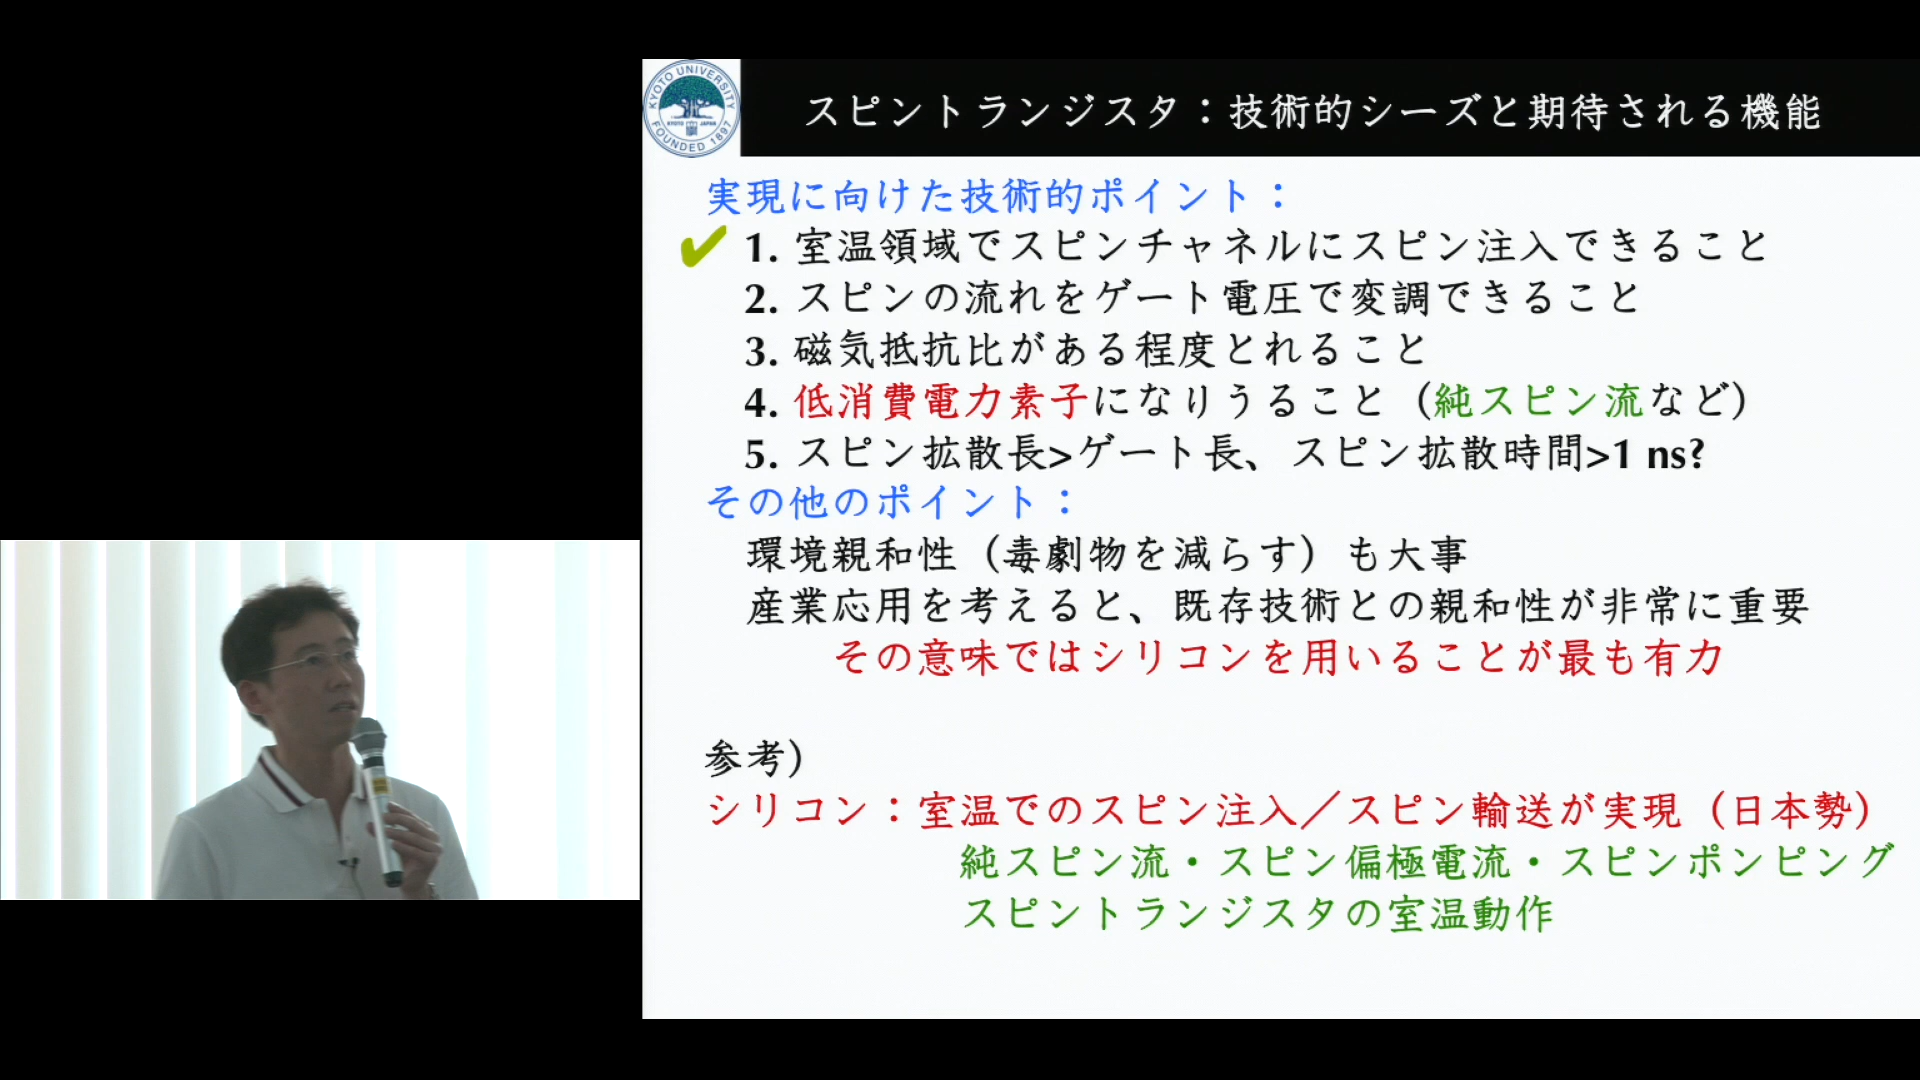 KYOTO UNIVERSITY
KYOTO JAPAN
FOUNDED 1897
スピントランジスタ：技術的シーズと期待される機能
実現に向けた技術的ポイント：
✔ 1. 室温領域でスピンチャネルにスピン注入できること
2. スピンの流れをゲート電圧で変調できること
3. 磁気抵抗比がある程度とれること
4. 低消費電力素子になりうること（純スピン流など）
5. スピン拡散長>ゲート長、スピン拡散時間>1 ns?
その他のポイント：
環境親和性（毒劇物を減らす）も大事
産業応用を考えると、既存技術との親和性が非常に重要
その意味ではシリコンを用いることが最も有力
参考）
シリコン：室温でのスピン注入／スピン輸送が実現（日本勢）
純スピン流・スピン偏極電流・スピンポンピング
スピントランジスタの室温動作